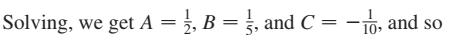 Solving, we get A = 1/2, B = 1/5, and C = −1/10, and so